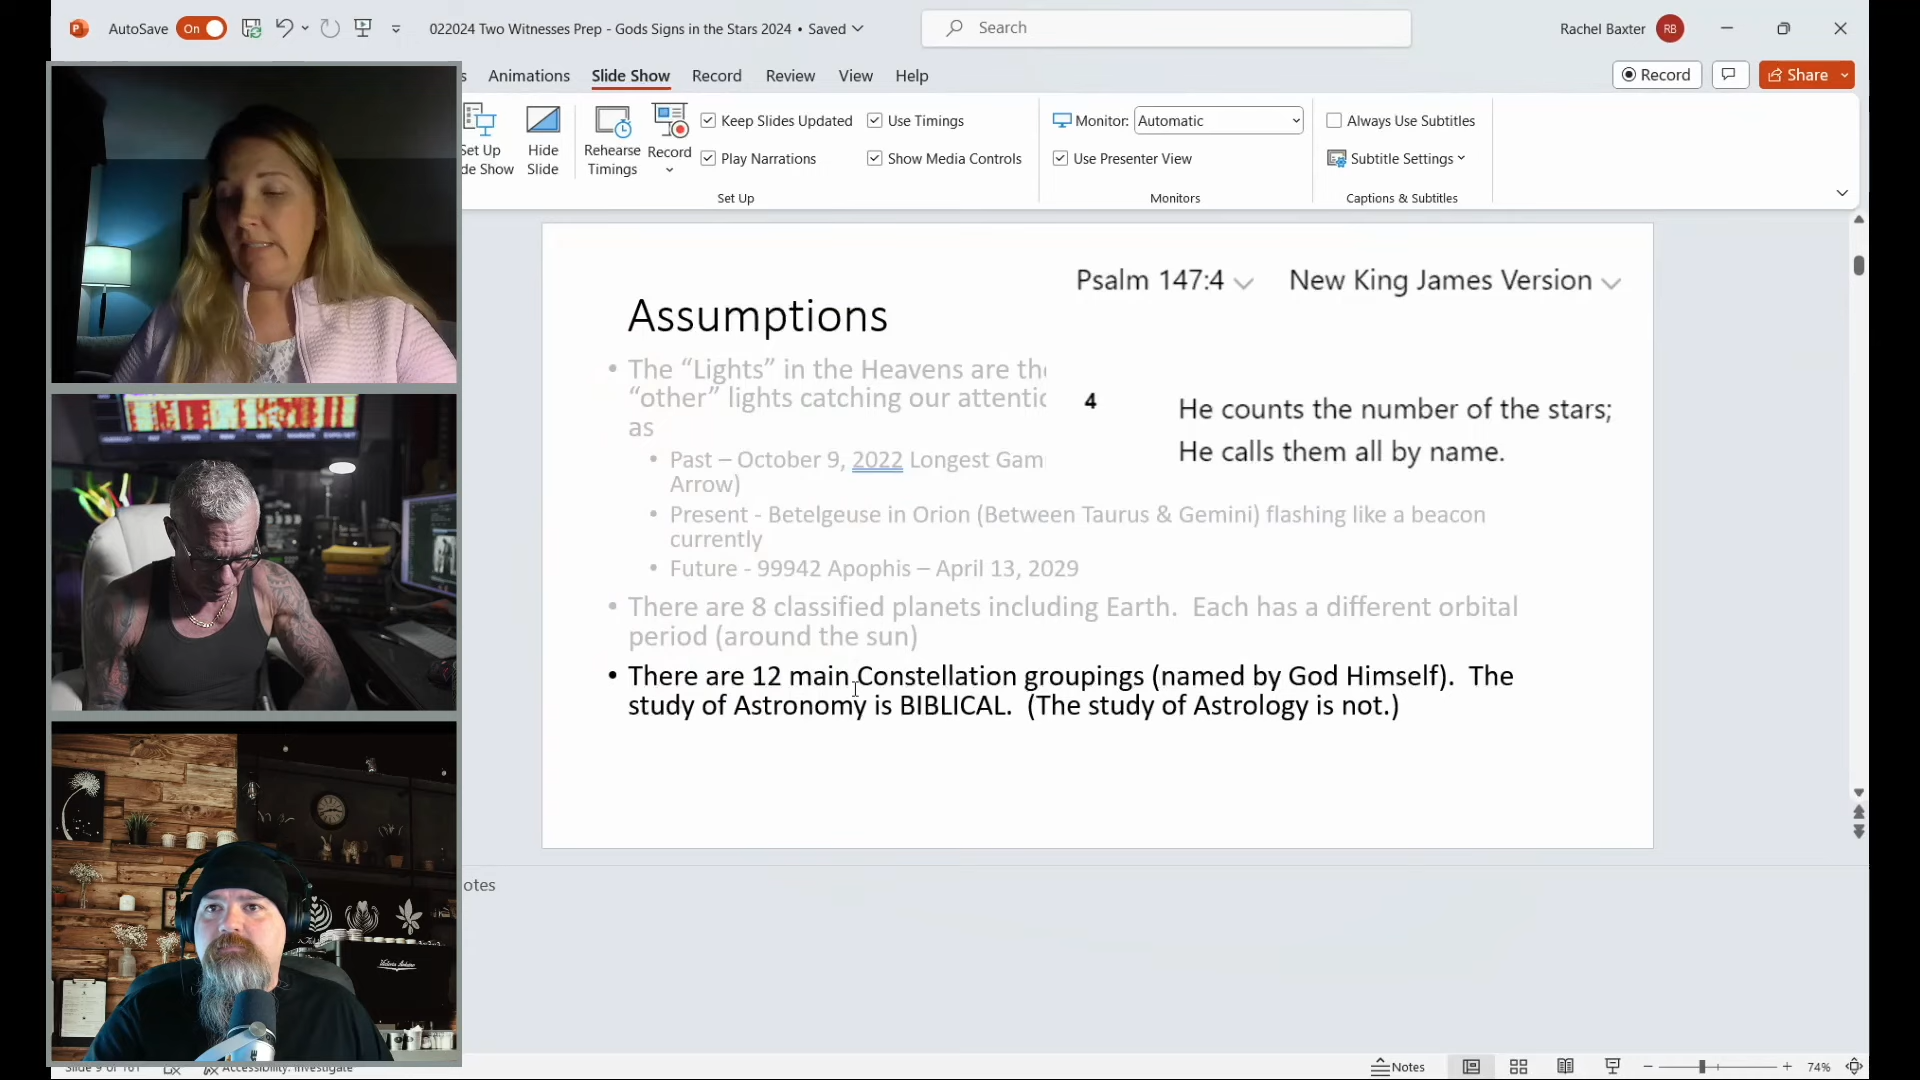 AutoSave On 022024 Two Witnesses Prep - Gods Signs in the Stars 2024 • Saved Search Rachel Baxter RB
Animations Slide Show Record Review View Help Record Share
Set Up
de Show
Hide
Slide
Rehearse
Timings
Record
Keep Slides Updated
Play Narrations
Use Timings
Show Media Controls
Set Up
Monitor: Automatic
Use Presenter View
Monitors
Always Use Subtitles
Subtitle Settings
Captions & Subtitles
Psalm 147:4 New King James Version
4 He counts the number of the stars;
He calls them all by name.
Assumptions
• The “Lights” in the Heavens are
“other” lights catching our
as
• Past – October 9, 2022 Longest
Arrow)
• Present - Betelgeuse in Orion (Between Taurus & Gemini) flashing like a beacon
currently
• Future - 99942 Apophis – April 13, 2029
• There are 8 classified planets including Earth. Each has a different orbital
period (around the sun)
• There are 12 main Constellation groupings (named by God Himself). The
study of Astronomy is BIBLICAL. (The study of Astrology is not.)
otes
Slide 9 of 161 Accessibility: Investigate Notes 74%